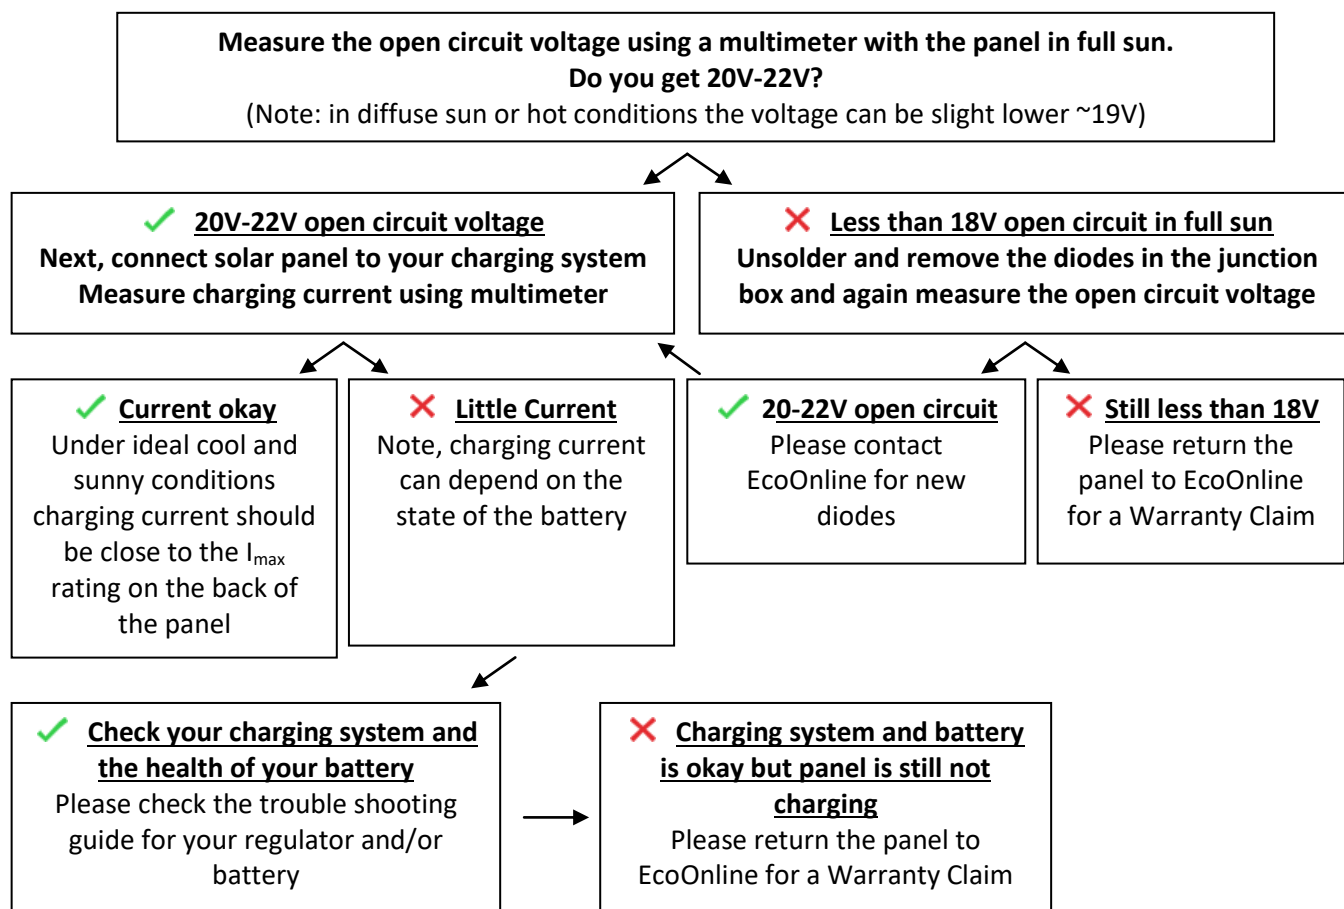 Measure the open circuit voltage using a multimeter with the panel in full sun.
Do you get 20V-22V?
(Note: in diffuse sun or hot conditions the voltage can be slight lower ~19V)
20V-22V open circuit voltage
Next, connect solar panel to your charging system
Measure charging current using multimeter
Less than 18V open circuit in full sun
Unsolder and remove the diodes in the junction
box and again measure the open circuit voltage
Current okay
Under ideal cool and
sunny conditions
charging current should
be close to the Imax
rating on the back of
the panel
Little Current
Note, charging current
can depend on the
state of the battery
20-22V open circuit
Please contact
EcoOnline for new
diodes
Still less than 18V
Please return the
panel to EcoOnline
for a Warranty Claim
Check your charging system and
the health of your battery
Please check the trouble shooting
guide for your regulator and/or
battery
Charging system and battery
is okay but panel is still not
charging
Please return the panel to
EcoOnline for a Warranty Claim